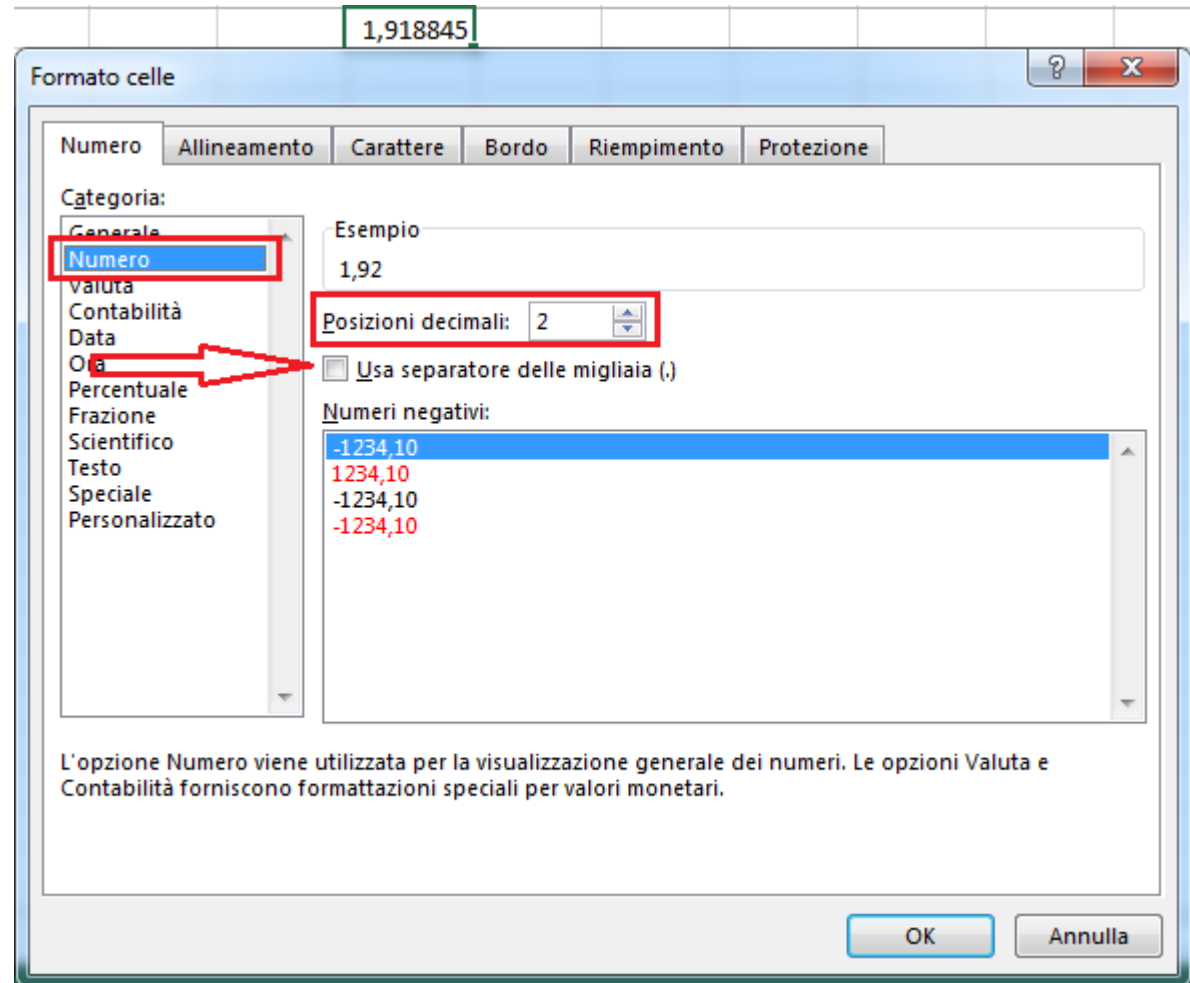 1,918845
Formato celle
Numero Allineamento Carattere Bordo Riempimento Protezione
Categoria:
Generale
Numero
Valuta
Contabilità
Data
Ora
Percentuale
Frazione
Scientifico
Testo
Speciale
Personalizzato
Esempio
1,92
Posizioni decimali: 2
Usa separatore delle migliaia (.)
Numeri negativi:
-1234,10
1234,10
-1234,10
-1234,10
L'opzione Numero viene utilizzata per la visualizzazione generale dei numeri. Le opzioni Valuta e
Contabilità forniscono formattazioni speciali per valori monetari.
OK Annulla